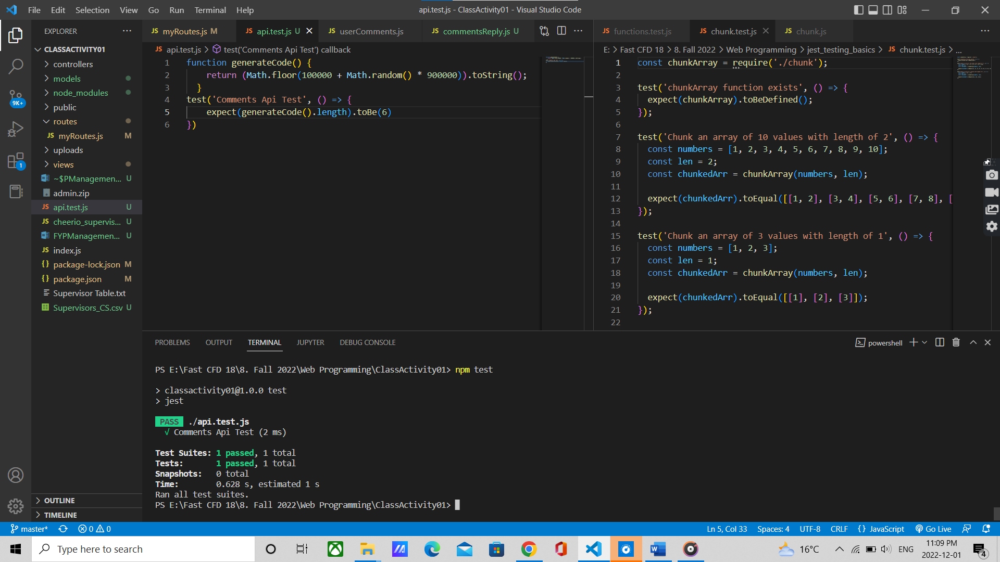 File Edit Selection View Go Run Terminal Help
api.test.js - ClassActivity01 - Visual Studio Code
EXPLORER
CLASSACTIVITY01
controllers
models
node_modules
public
routes
JS myRoutes.js M
uploads
views
~$PManagemen... U
admin.zip
JS api.test.js U
JS cheerio_supervis... U
FYPManagemen... U
JS index.js
{} package-lock.json M
{} package.json M
Supervisor Table.txt
Supervisors_CS.csv U
OUTLINE
TIMELINE
9K+
1
JS myRoutes.js M
JS api.test.js U
JS userComments.js
JS commentsReply.js U
JS api.test.js > test('Comments Api Test') callback
1 function generateCode() {
2 return (Math.floor(100000 + Math.random() * 900000)).toString();
3 }
4 test('Comments Api Test', () => {
5 expect(generateCode().length).toBe(6)
6 })
JS functions.test.js
JS chunk.test.js
JS chunk.js
E: > Fast CFD 18 > 8. Fall 2022 > Web Programming > jest_testing_basics > JS chunk.test.js > ...
1 const chunkArray = require('./chunk');
2
3 test('chunkArray function exists', () => {
4 expect(chunkArray).toBeDefined();
5 });
6
7 test('Chunk an array of 10 values with length of 2', () => {
8 const numbers = [1, 2, 3, 4, 5, 6, 7, 8, 9, 10];
9 const len = 2;
10 const chunkedArr = chunkArray(numbers, len);
11
12 expect(chunkedArr).toEqual([[1, 2], [3, 4], [5, 6], [7, 8], [
13 });
14
15 test('Chunk an array of 3 values with length of 1', () => {
16 const numbers = [1, 2, 3];
17 const len = 1;
18 const chunkedArr = chunkArray(numbers, len);
19
20 expect(chunkedArr).toEqual([[1], [2], [3]]);
21 });
22
PROBLEMS OUTPUT TERMINAL JUPYTER DEBUG CONSOLE
powershell
PS E:\Fast CFD 18\8. Fall 2022\Web Programming\ClassActivity01> npm test
> classactivity01@1.0.0 test
> jest
PASS ./api.test.js
√ Comments Api Test (2 ms)
Test Suites: 1 passed, 1 total
Tests: 1 passed, 1 total
Snapshots: 0 total
Time: 0.628 s, estimated 1 s
Ran all test suites.
PS E:\Fast CFD 18\8. Fall 2022\Web Programming\ClassActivity01>
master* 0 0
Ln 5, Col 33 Spaces: 4 UTF-8 CRLF {} JavaScript Go Live
Type here to search
16°C ENG
11:09 PM
2022-12-01
4